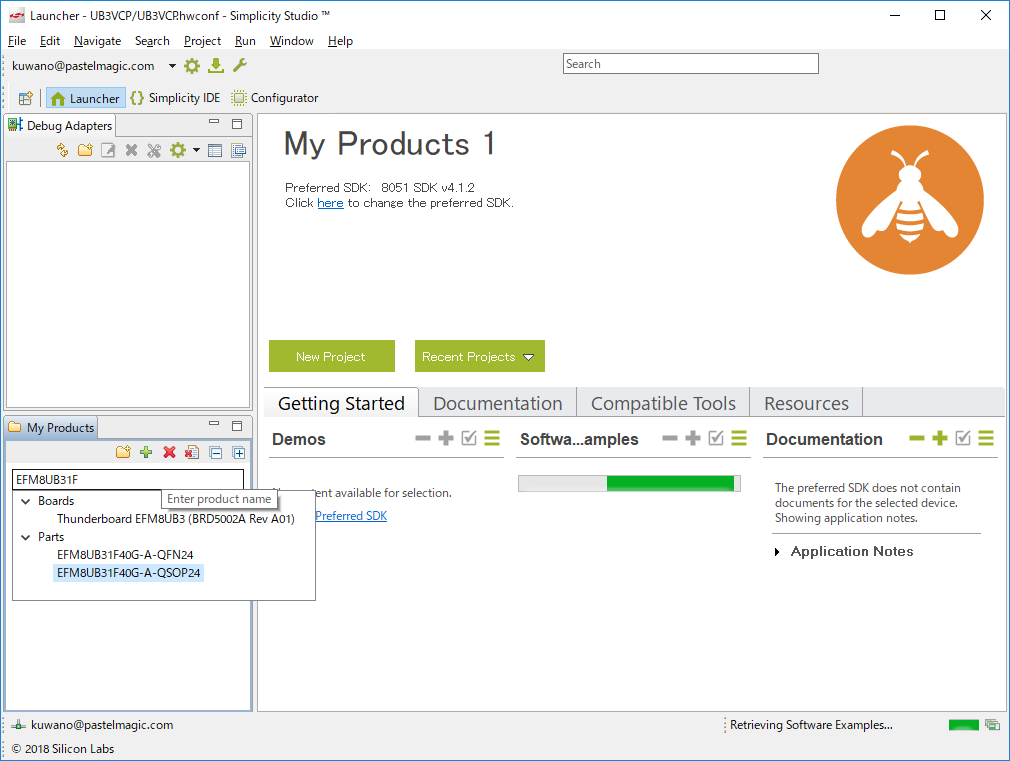 Launcher - UB3VCP/UB3VCP.hwconf - Simplicity Studio ™
File Edit Navigate Search Project Run Window Help
kuwano@pastelmagic.com
Search
Launcher Simplicity IDE Configurator
Debug Adapters
My Products 1
Preferred SDK: 8051 SDK v4.1.2
Click here to change the preferred SDK.
New Project Recent Projects
Getting Started Documentation Compatible Tools Resources
My Products
Demos Softwa...amples Documentation
EFM8UB31F
Enter product name
Boards
Thunderboard EFM8UB3 (BRD5002A Rev A01)
Parts
EFM8UB31F40G-A-QFN24
EFM8UB31F40G-A-QSOP24
available for selection.
Preferred SDK
The preferred SDK does not contain
documents for the selected device.
Showing application notes.
Application Notes
kuwano@pastelmagic.com
Retrieving Software Examples...
© 2018 Silicon Labs